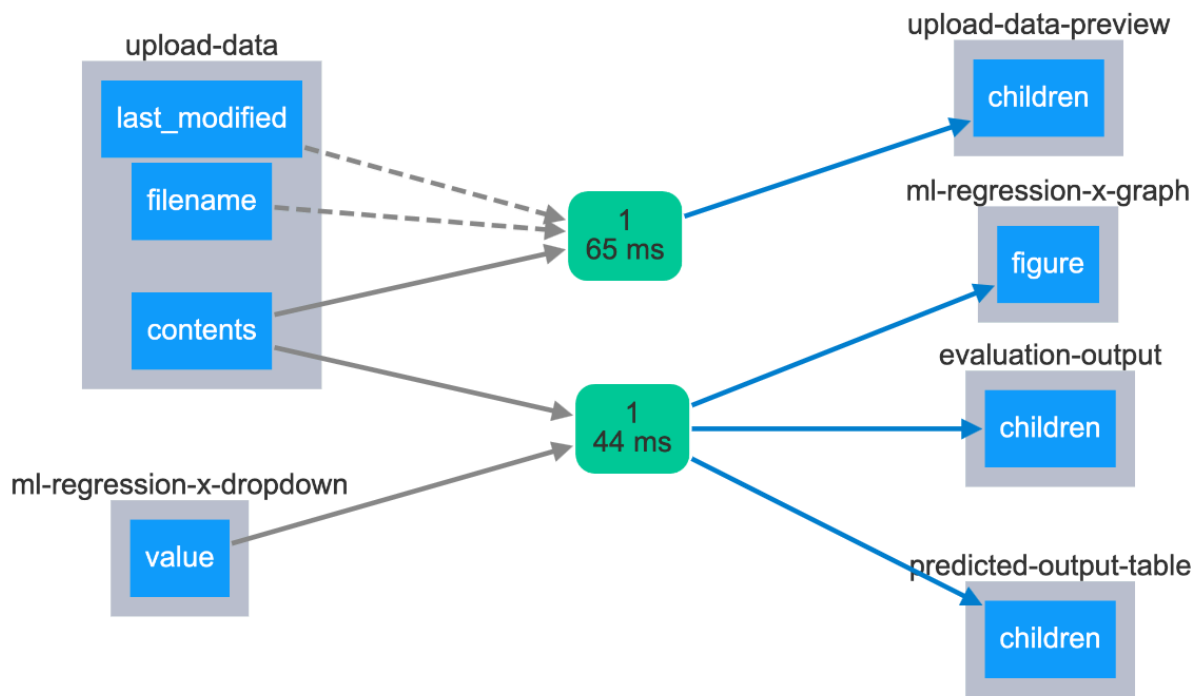 upload-data
last_modified
filename
contents
ml-regression-x-dropdown
value
1
65 ms
1
44 ms
upload-data-preview
children
ml-regression-x-graph
figure
evaluation-output
children
predicted-output-table
children